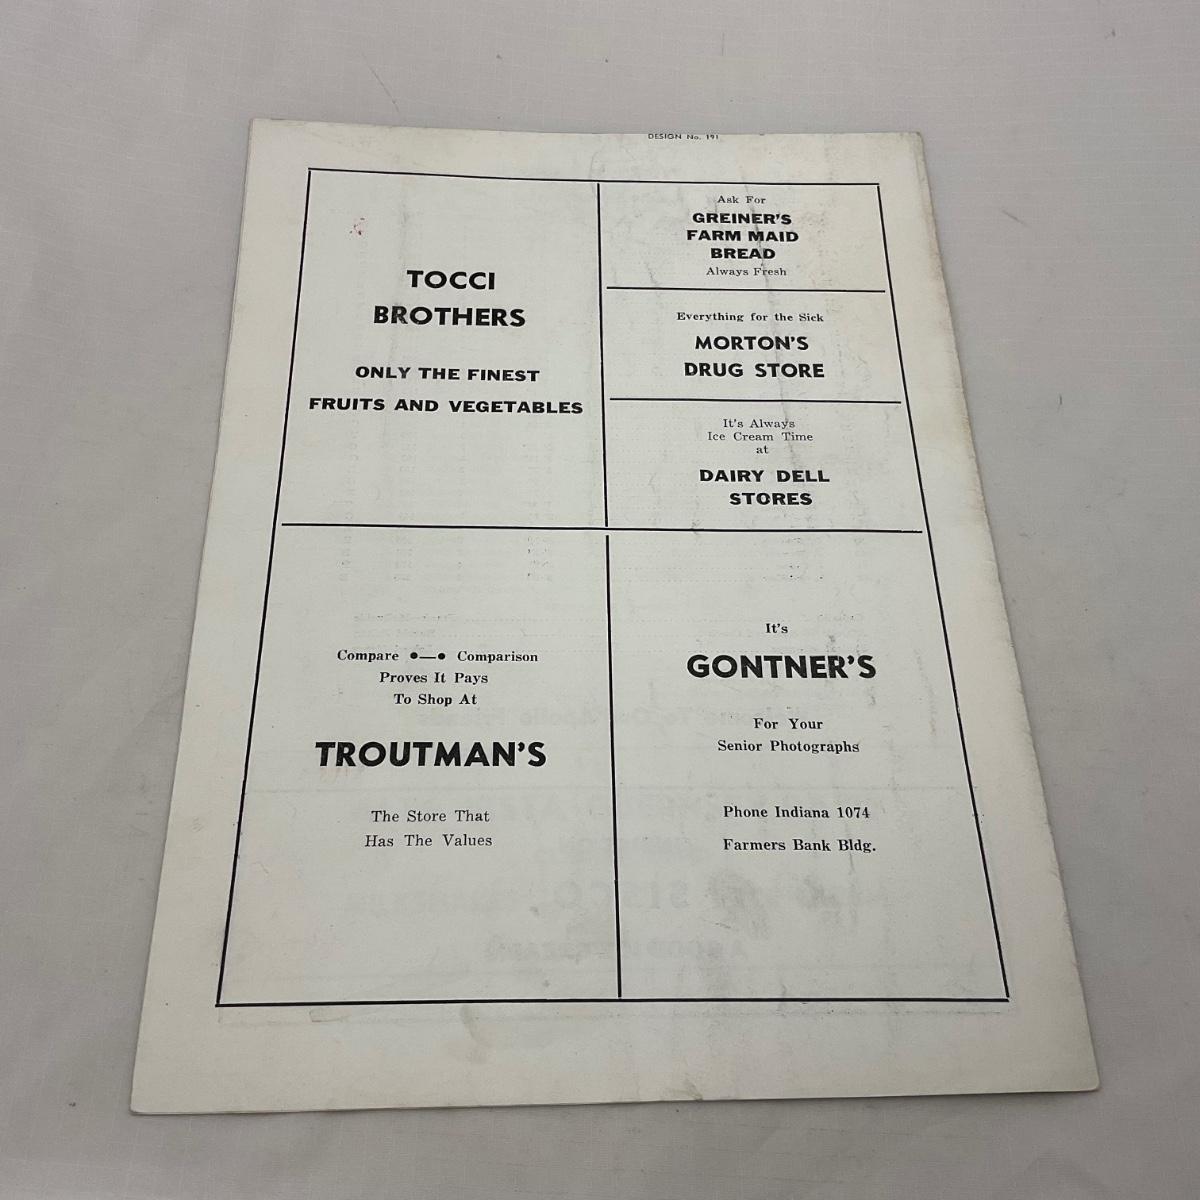 DESIGN No. 191
TOCCI
BROTHERS
ONLY THE FINEST
FRUITS AND VEGETABLES
Ask For
GREINER'S
FARM MAID
BREAD
Always Fresh
Everything for the Sick
MORTON'S
DRUG STORE
It's Always
Ice Cream Time
at
DAIRY DELL
STORES
Compare ●—● Comparison
Proves It Pays
To Shop At
TROUTMAN'S
The Store That
Has The Values
It's
GONTNER'S
For Your
Senior Photographs
Phone Indiana 1074
Farmers Bank Bldg.